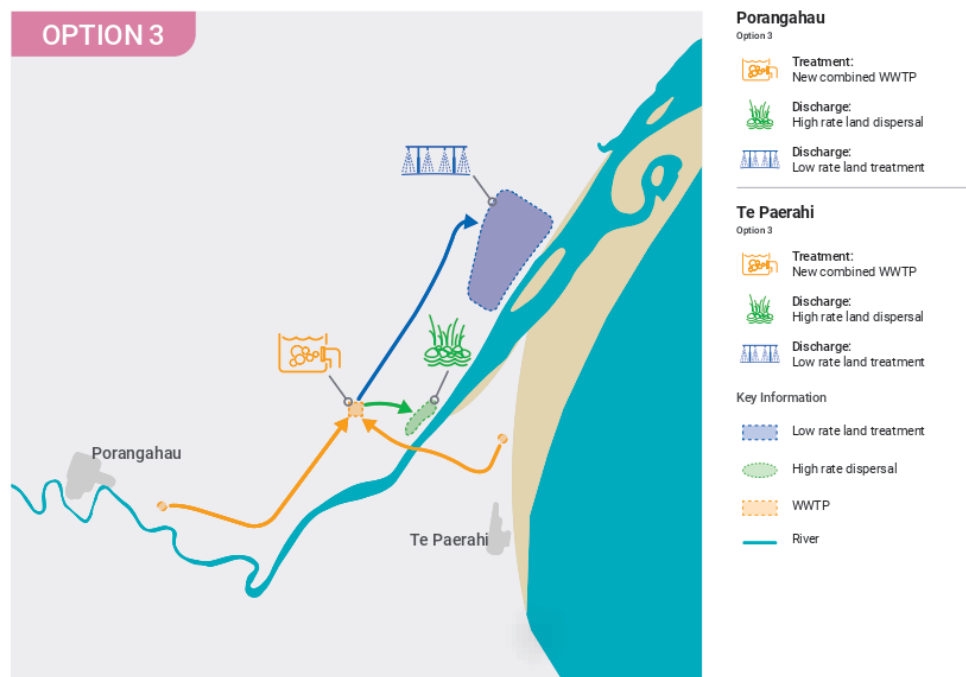 OPTION 3
Porangahau
Te Paerahi
Porangahau
Option 3
Treatment:
New combined WWTP
Discharge:
High rate land dispersal
Discharge:
Low rate land treatment
Te Paerahi
Option 3
Treatment:
New combined WWTP
Discharge:
High rate land dispersal
Discharge:
Low rate land treatment
Key Information
Low rate land treatment
High rate dispersal
WWTP
River